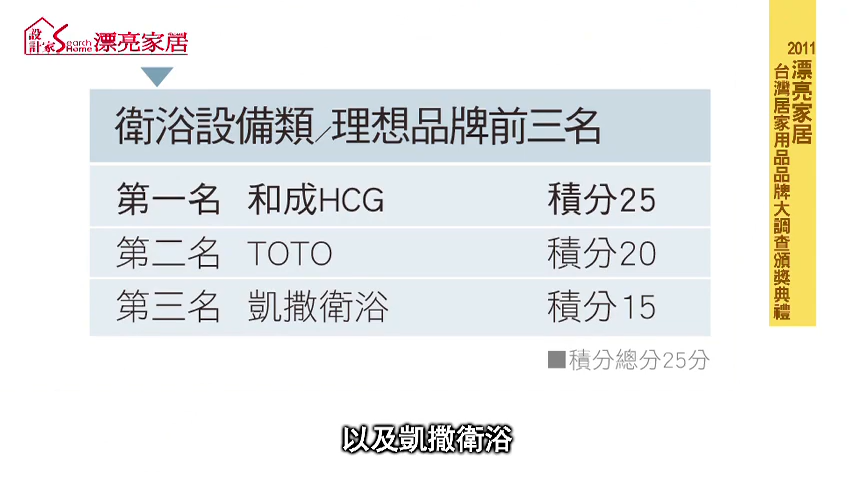 設計家 Search Home 漂亮家居
衛浴設備類／理想品牌前三名
第一名 和成HCG 積分25
第二名 TOTO 積分20
第三名 凱撒衛浴 積分15
■積分總分25分
2011
漂亮家居
台灣居家用品品牌大調查頒獎典禮
以及凱撒衛浴